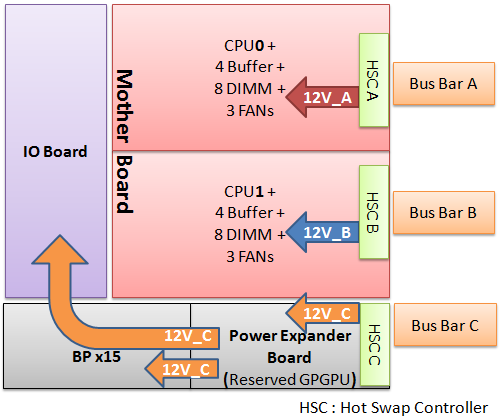 IO Board
Mother Board
CPU0 +
4 Buffer +
8 DIMM +
3 FANs
12V_A
HSC A
Bus Bar A
CPU1 +
4 Buffer +
8 DIMM +
3 FANs
12V_B
HSC B
Bus Bar B
12V_C
HSC C
Bus Bar C
12V_C
BP x15
12V_C
Power Expander
Board
(Reserved GPGPU)
HSC : Hot Swap Controller